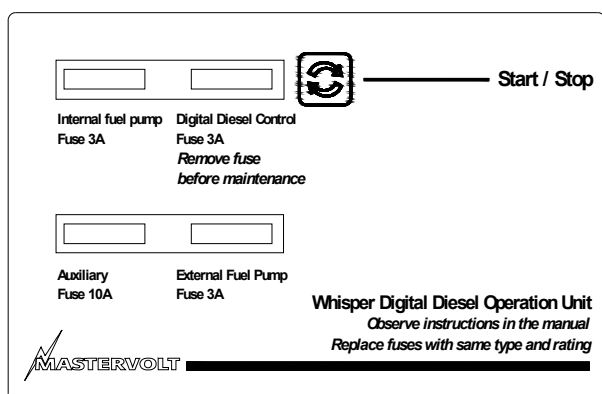 Start / Stop
Internal fuel pump Digital Diesel Control
Fuse 3A Fuse 3A
Remove fuse
before maintenance
Auxiliary External Fuel Pump
Fuse 10A Fuse 3A
Whisper Digital Diesel Operation Unit
Observe instructions in the manual
Replace fuses with same type and rating
MASTERVOLT